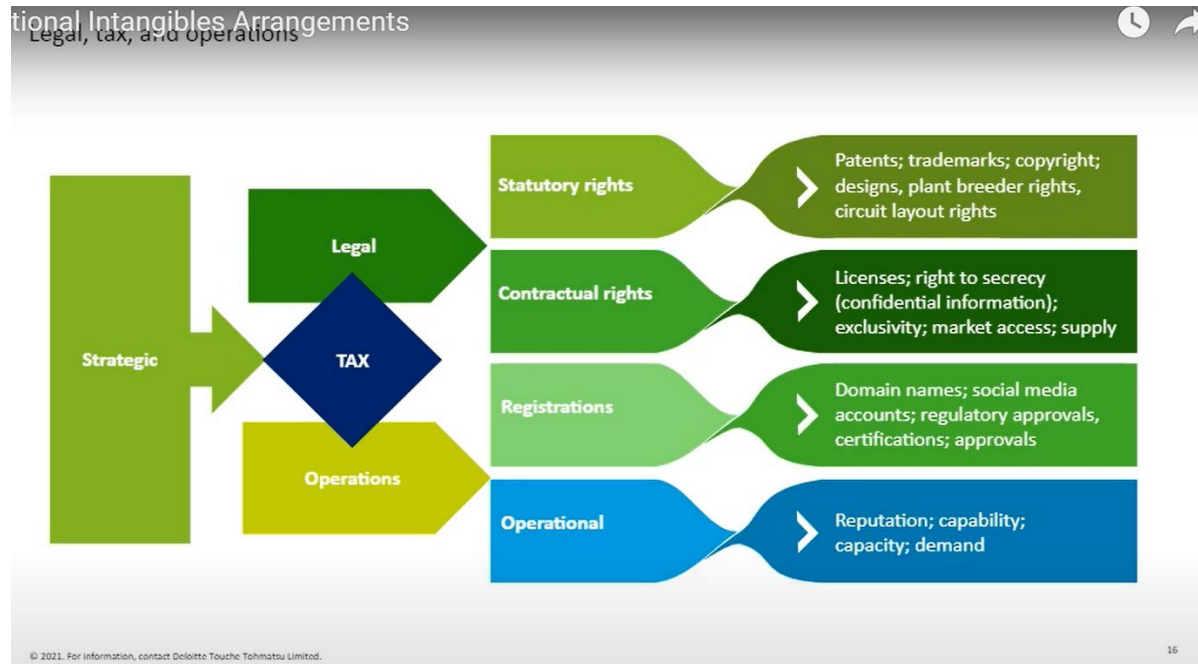 tional Intangibles Arrangements
Legal, tax, and operations
Strategic
Legal
TAX
Operations
Statutory rights
Patents; trademarks; copyright;
designs, plant breeder rights,
circuit layout rights
Contractual rights
Licenses; right to secrecy
(confidential information);
exclusivity; market access; supply
Registrations
Domain names; social media
accounts; regulatory approvals,
certifications; approvals
Operational
Reputation; capability;
capacity; demand
© 2021. For information, contact Deloitte Touche Tohmatsu Limited.
16